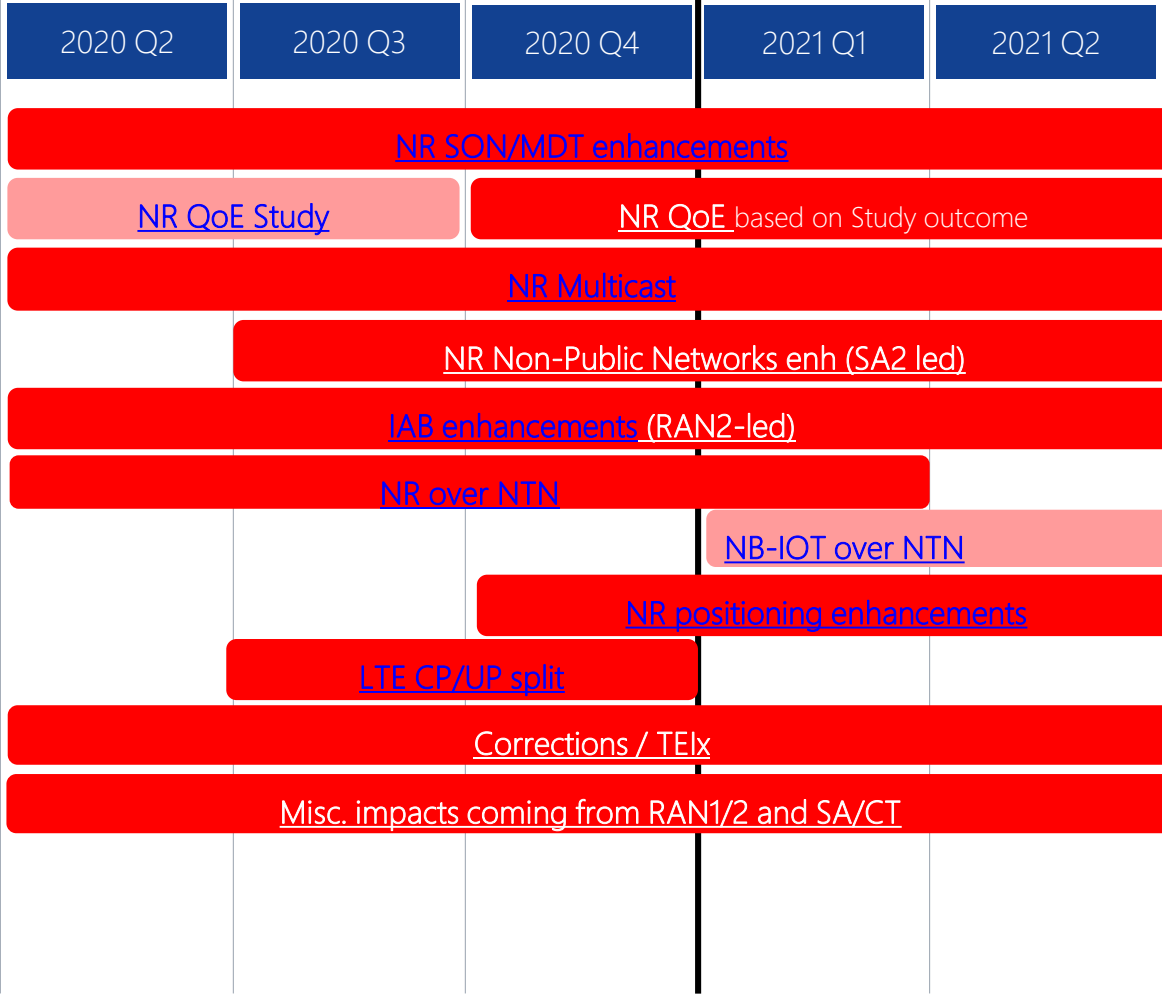 2020 Q2 2020 Q3 2020 Q4 2021 Q1 2021 Q2
NR SON/MDT enhancements
NR QoE Study NR QoE based on Study outcome
NR Multicast
NR Non-Public Networks enh (SA2 led)
IAB enhancements (RAN2-led)
NR over NTN
NB-IOT over NTN
NR positioning enhancements
LTE CP/UP split
Corrections / TEIx
Misc. impacts coming from RAN1/2 and SA/CT